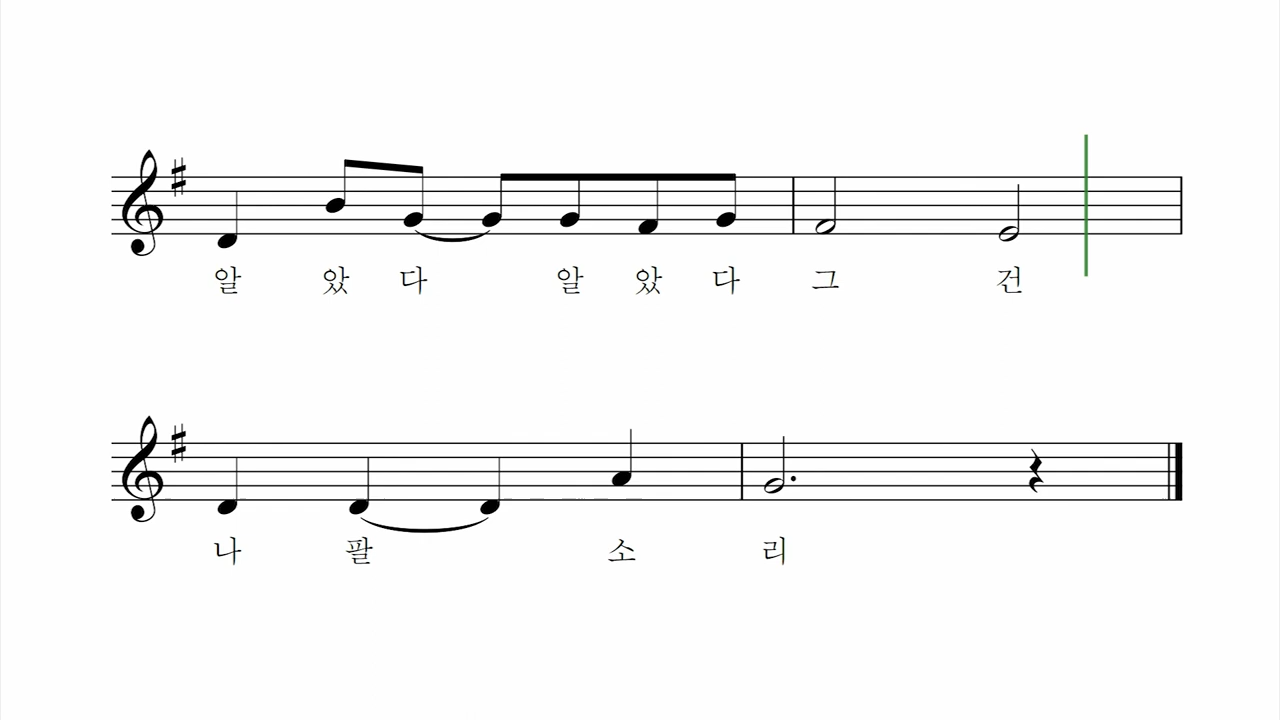 알 았 다 알 았 다 그 건
나 팔 소 리